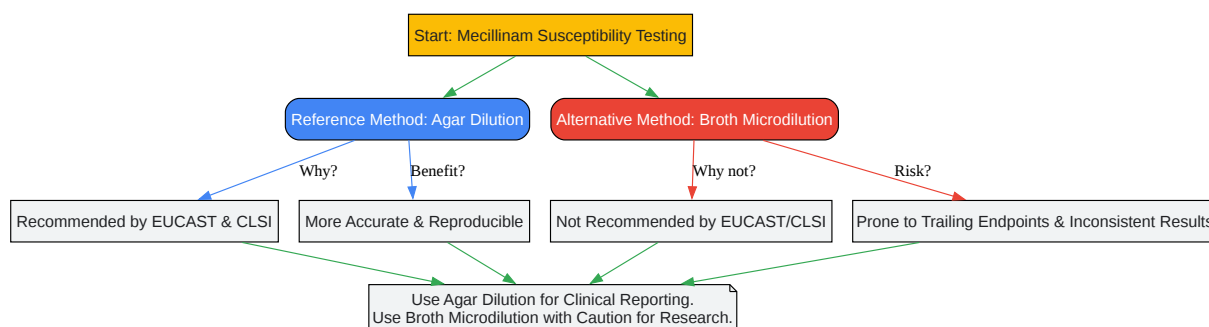 Start: Mecillinam Susceptibility Testing
Reference Method: Agar Dilution
Alternative Method: Broth Microdilution
Why?
Benefit?
Why not?
Risk?
Recommended by EUCAST & CLSI
More Accurate & Reproducible
Not Recommended by EUCAST/CLSI
Prone to Trailing Endpoints & Inconsistent Results
Use Agar Dilution for Clinical Reporting.
Use Broth Microdilution with Caution for Research.